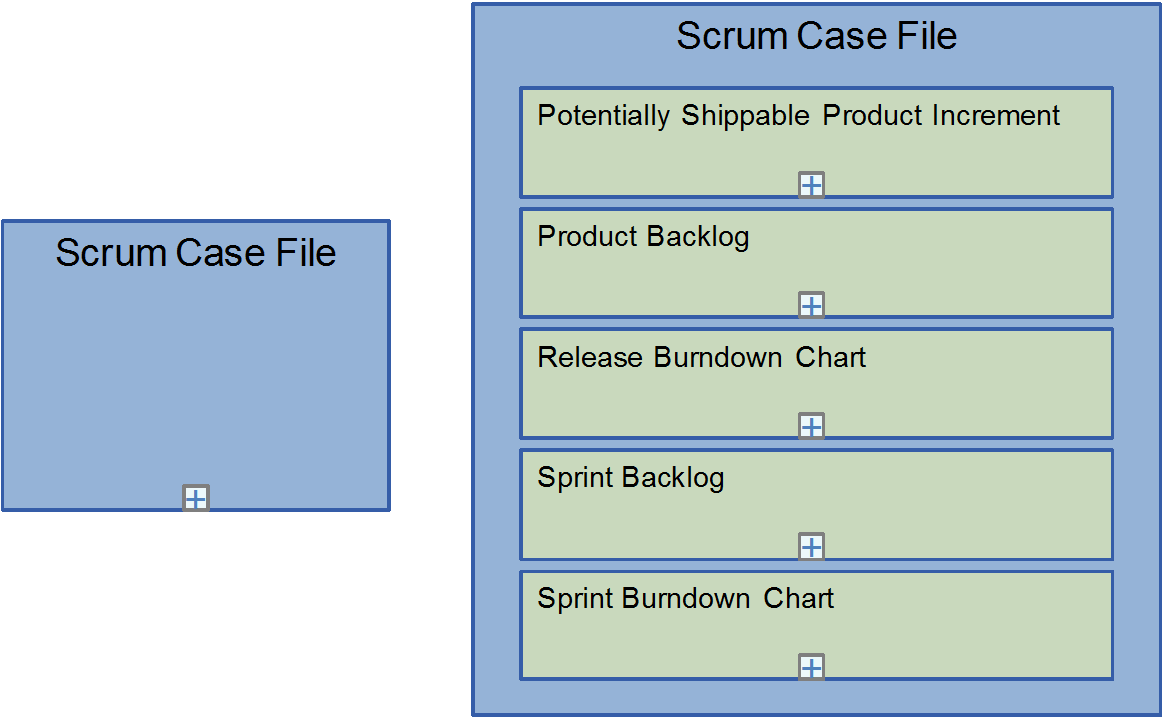 Scrum Case File
Scrum Case File
Potentially Shippable Product Increment
Product Backlog
Release Burndown Chart
Sprint Backlog
Sprint Burndown Chart